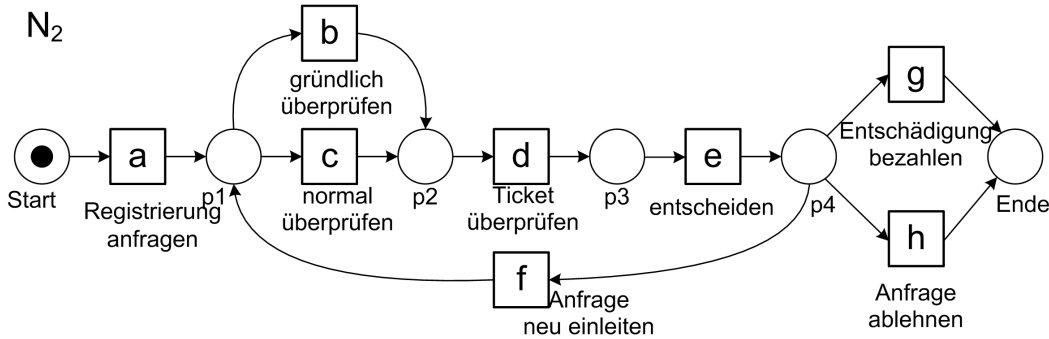 N2
b
gründlich
überprüfen
g
Entschädigung
bezahlen
Start
a
Registrierung
anfragen
p1
c
normal
überprüfen
p2
d
Ticket
überprüfen
p3
e
entscheiden
p4
Ende
h
Anfrage
ablehnen
f
Anfrage
neu einleiten